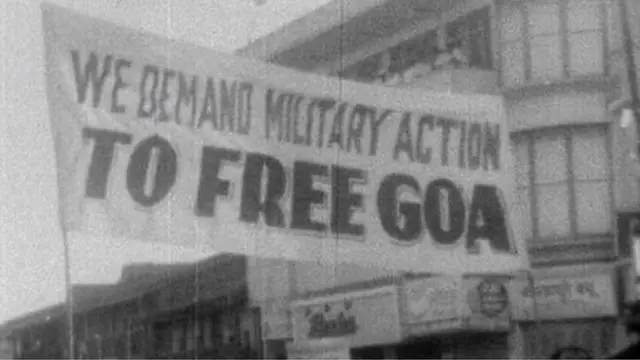 WE DEMAND MILITARY ACTION
TO FREE GOA